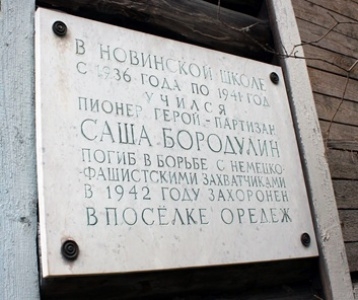 В НОВИНСКОЙ ШКОЛЕ
С 1936 ГОДА ПО 1941 ГОД
УЧИЛСЯ
ПИОНЕР ГЕРОЙ-ПАРТИЗАН
САША БОРОДУЛИН
ПОГИБ В БОРЬБЕ С НЕМЕЦКО-
ФАШИСТСКИМИ ЗАХВАТЧИКАМИ
В 1942 ГОДУ ЗАХОРОНЕН
В ПОСЁЛКЕ ОРЕДЕЖ